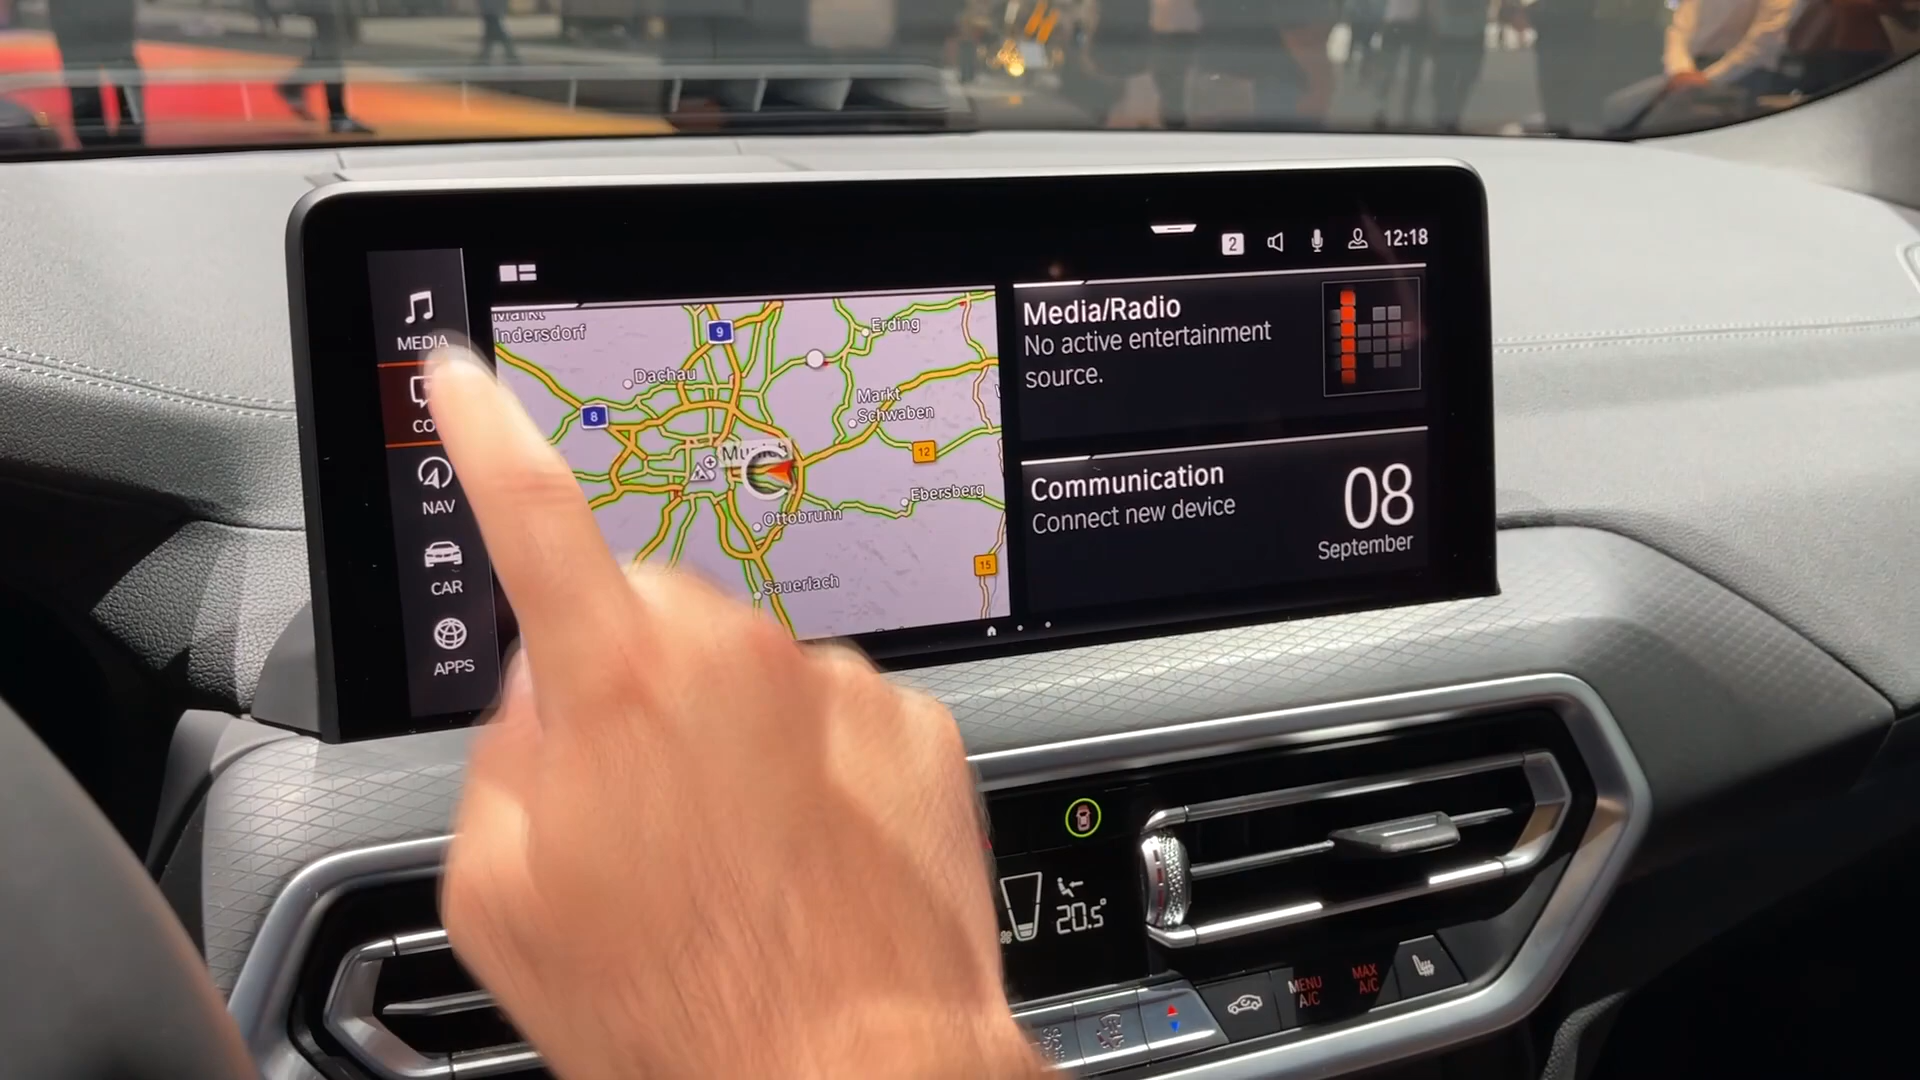 2
12:18
MEDIA
CO
NAV
CAR
APPS
Indersdorf
9
Erding
Dachau
8
Markt
Schwaben
12
Ebersberg
Ottobrunn
15
Sauerlach
Media/Radio
No active entertainment
source.
Communication
Connect new device
08
September
20.5°
MENU
A/C
MAX
A/C